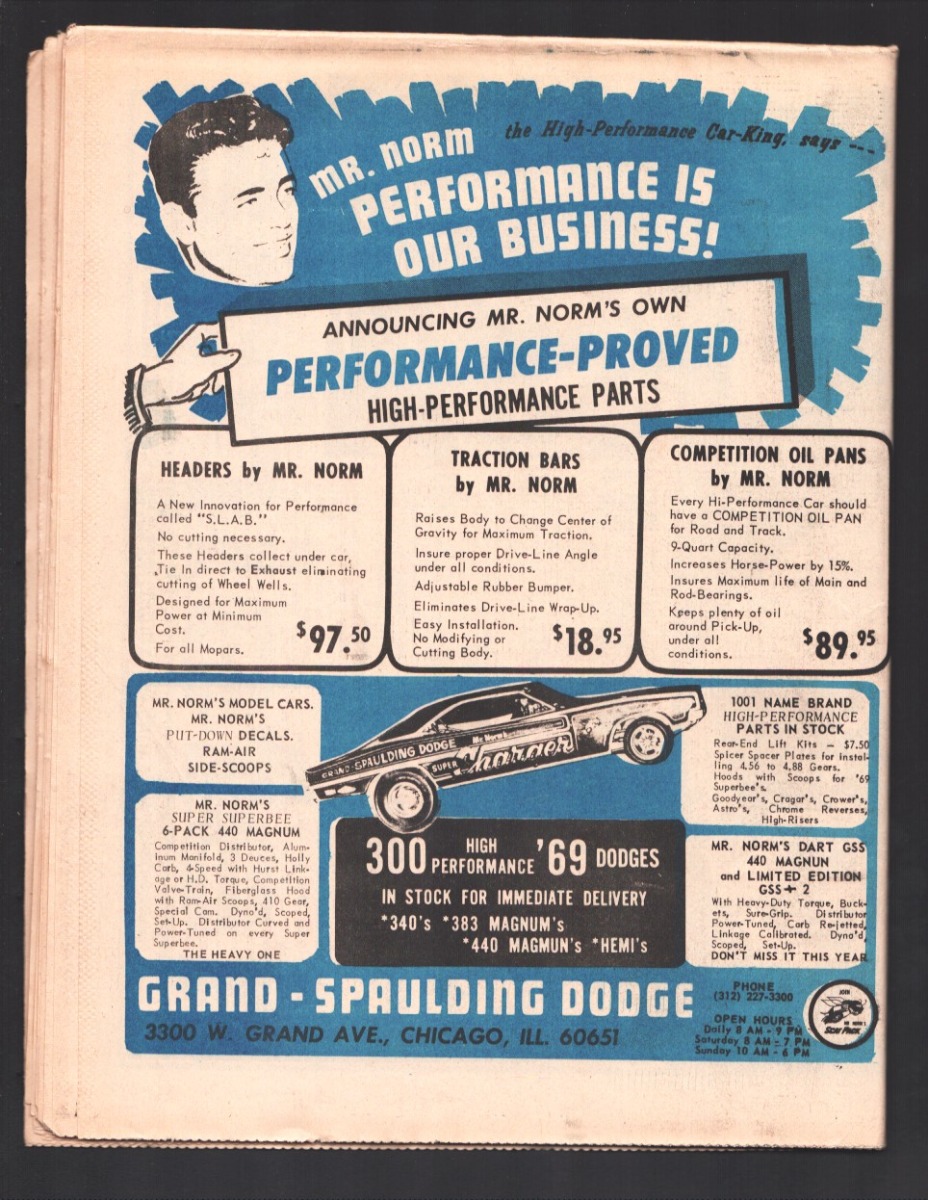 the High-Performance Car-King, says ---
MR. NORM
PERFORMANCE IS
OUR BUSINESS!
ANNOUNCING MR. NORM'S OWN
PERFORMANCE-PROVED
HIGH-PERFORMANCE PARTS
HEADERS by MR. NORM
A New Innovation for Performance
called "S.L.A.B."
No cutting necessary.
These Headers collect under car,
Tie In direct to Exhaust eliminating
cutting of Wheel Wells.
Designed for Maximum
Power at Minimum
Cost.
For all Mopars.
$97.50
TRACTION BARS
by MR. NORM
Raises Body to Change Center of
Gravity for Maximum Traction.
Insure proper Drive-Line Angle
under all conditions.
Adjustable Rubber Bumper.
Eliminates Drive-Line Wrap-Up.
Easy Installation.
No Modifying or
Cutting Body.
$18.95
COMPETITION OIL PANS
by MR. NORM
Every Hi-Performance Car should
have a COMPETITION OIL PAN
for Road and Track.
9-Quart Capacity.
Increases Horse-Power by 15%.
Insures Maximum life of Main and
Rod-Bearings.
Keeps plenty of oil
around Pick-Up,
under all
conditions.
$89.95
MR. NORM'S MODEL CARS.
MR. NORM'S
PUT-DOWN DECALS.
RAM-AIR
SIDE-SCOOPS
MR. NORM'S
SUPER SUPERBEE
6-PACK 440 MAGNUM
Competition Distributor, Alum-
inum Manifold, 3 Deuces, Holly
Carb, 4-Speed with Hurst Link-
age or H.D. Torque, Competition
Valve-Train, Fiberglass Hood
with Ram-Air Scoops, 410 Gear,
Special Cam. Dyno'd, Scoped,
Set-Up. Distributor Curved and
Power-Tuned on every Super
Superbee.
THE HEAVY ONE
GRAND-SPAULDING DODGE
Mr. Norm's
SUPER Charger
300 HIGH PERFORMANCE '69 DODGES
IN STOCK FOR IMMEDIATE DELIVERY
*340's *383 MAGNUM's
*440 MAGMUN's *HEMI's
1001 NAME BRAND
HIGH-PERFORMANCE
PARTS IN STOCK
Rear-End Lift Kits - $7.50
Spicer Spacer Plates for Instal-
ling 4.56 to 4.88 Gears.
Hoods with Scoops for '69
Superbee's.
Goodyear's, Cragar's, Crower's,
Astro's, Chrome Reverses,
High-Risers
MR. NORM'S DART GSS
440 MAGNUN
and LIMITED EDITION
GSS+ 2
With Heavy-Duty Torque, Buck-
ets, Sure-Grip. Distributor
Power-Tuned, Carb Re-jetted,
Linkage Calibrated. Dyno'd,
Scoped, Set-Up.
DON'T MISS IT THIS YEAR
GRAND - SPAULDING DODGE
3300 W. GRAND AVE., CHICAGO, ILL. 60651
PHONE
(312) 227-3300
OPEN HOURS
Daily 8 AM - 9 PM
Saturday 8 AM - 7 PM
Sunday 10 AM - 6 PM
JOIN